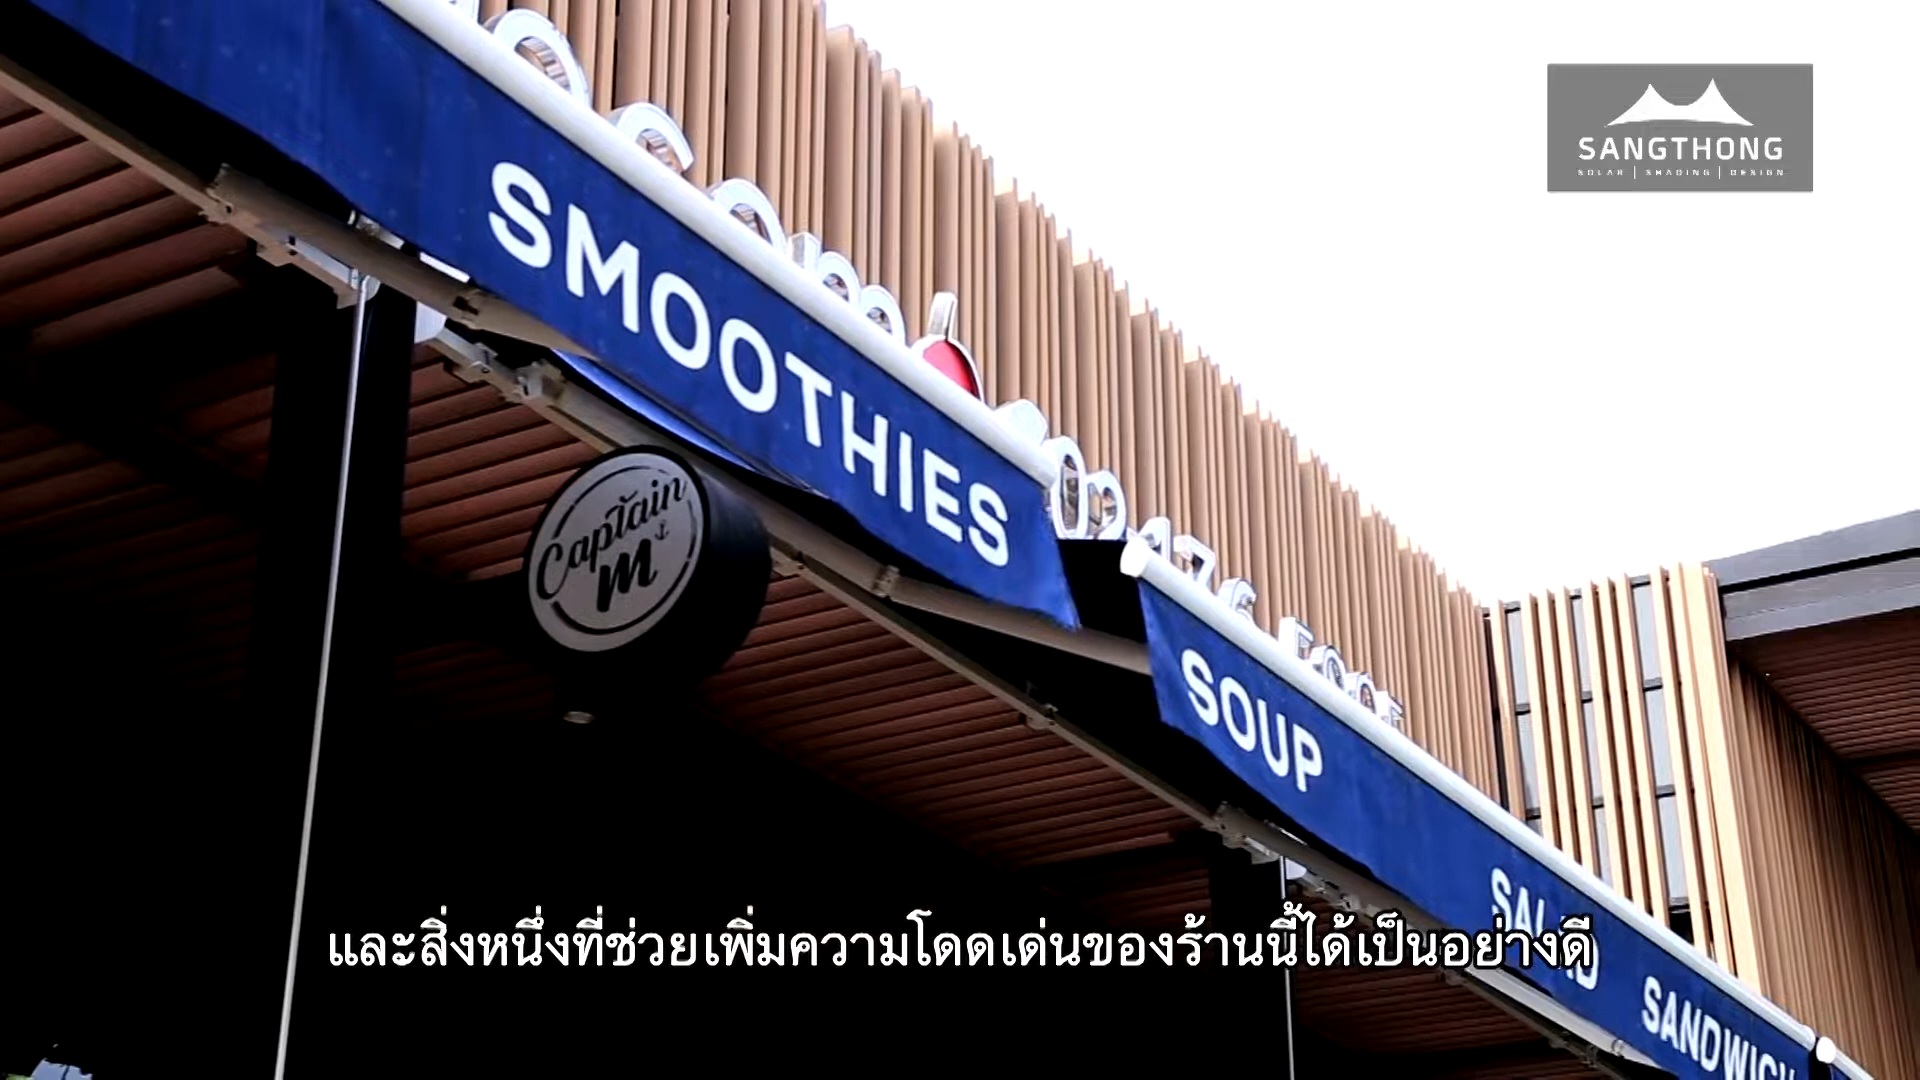 SANGTHONG
SOLAR | SHADING | DESIGN
SMOOTHIES
Captain
m
SOUP
SALAD
SANDWICH
และสิ่งหนึ่งที่ช่วยเพิ่มความโดดเด่นของร้านนี้ได้เป็นอย่างดี